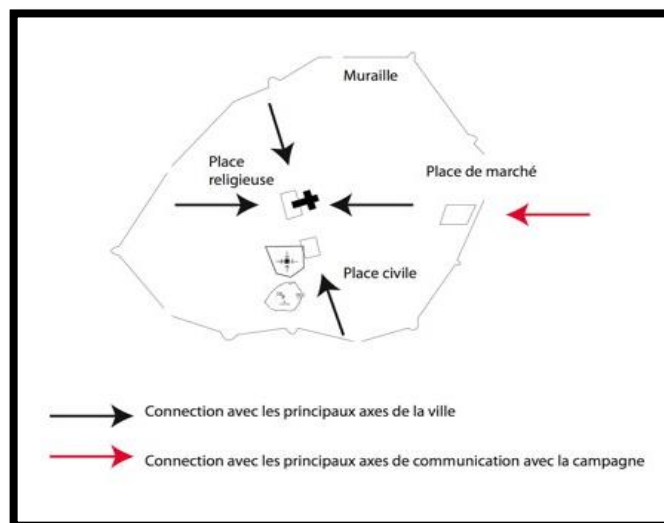 Muraille
Place
religieuse
Place de marché
Place civile
Connection avec les principaux axes de la ville
Connection avec les principaux axes de communication avec la campagne